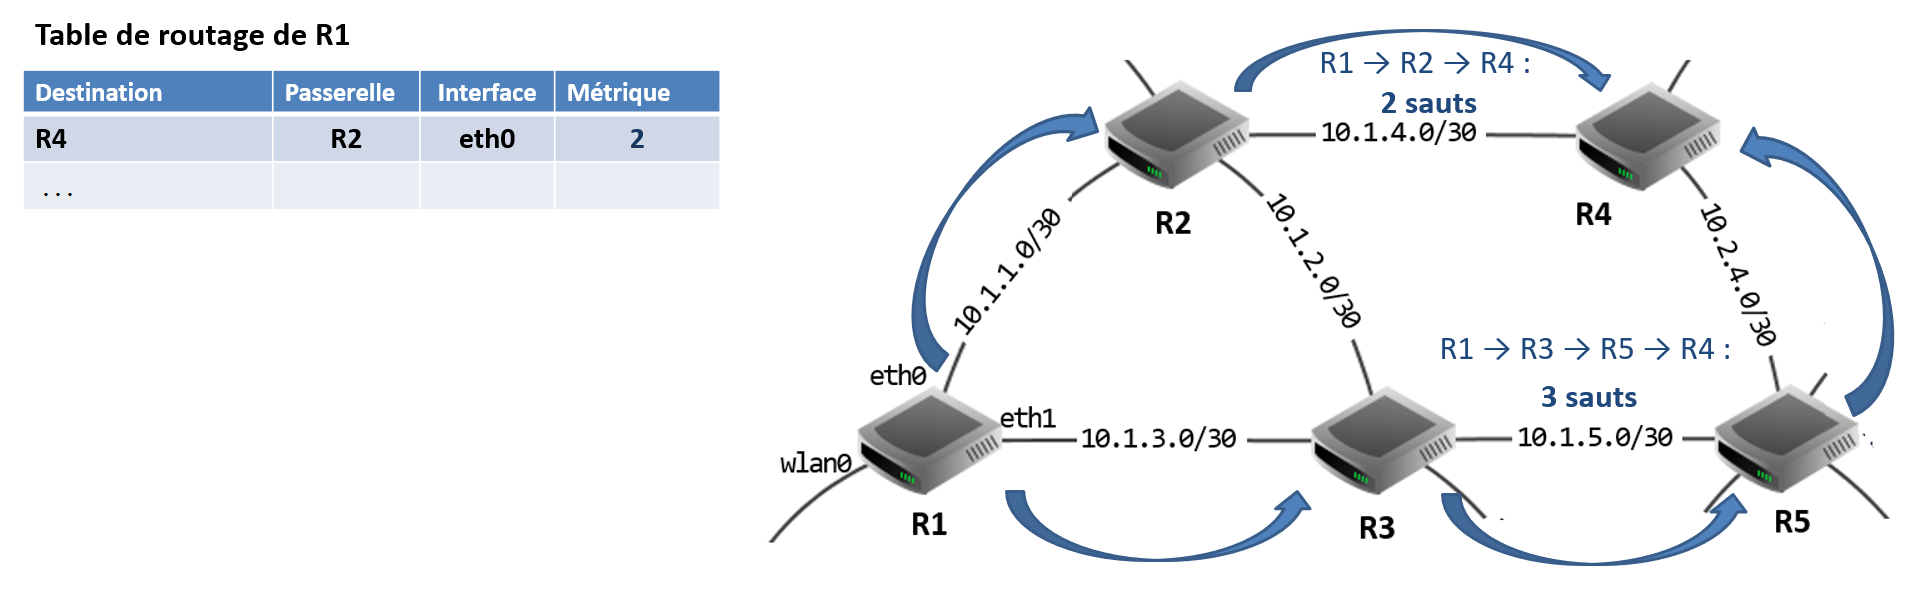 Table de routage de R1
Destination Passerelle Interface Métrique
R4 R2 eth0 2
...
R1 → R2 → R4 :
2 sauts
10.1.4.0/30
R2
R4
10.1.1.0/30
10.1.2.0/30
10.2.4.0/30
R1 → R3 → R5 → R4 :
3 sauts
eth0
eth1
10.1.3.0/30
10.1.5.0/30
wlan0
R1
R3
R5